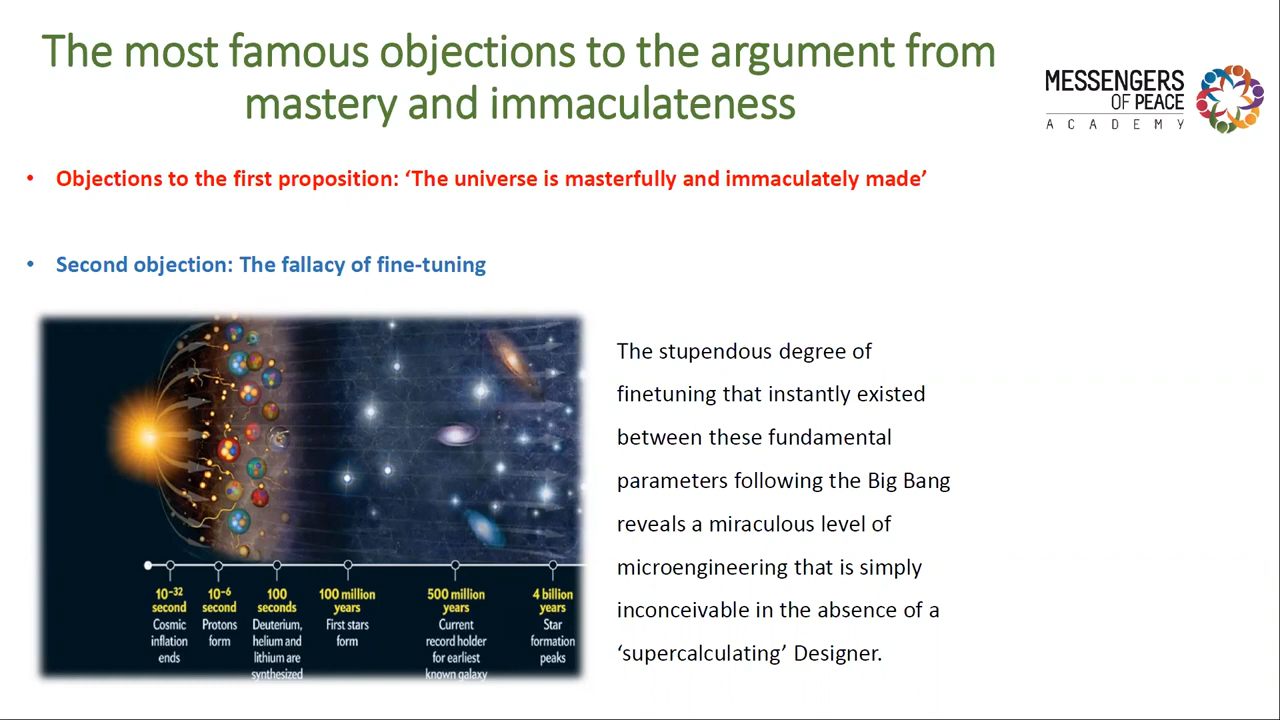 The most famous objections to the argument from
mastery and immaculateness
MESSENGERS
OF PEACE
ACADEMY
• Objections to the first proposition: ‘The universe is masterfully and immaculately made’
• Second objection: The fallacy of fine-tuning
The stupendous degree of
finetuning that instantly existed
between these fundamental
parameters following the Big Bang
reveals a miraculous level of
microengineering that is simply
inconceivable in the absence of a
‘supercalculating’ Designer.
10⁻³²
second
Cosmic
inflation
ends
10⁻⁶
second
Protons
form
100
seconds
Deuterium,
helium and
lithium are
synthesized
100 million
years
First stars
form
500 million
years
Current
record holder
for earliest
known galaxy
4 billion
years
Star
formation
peaks